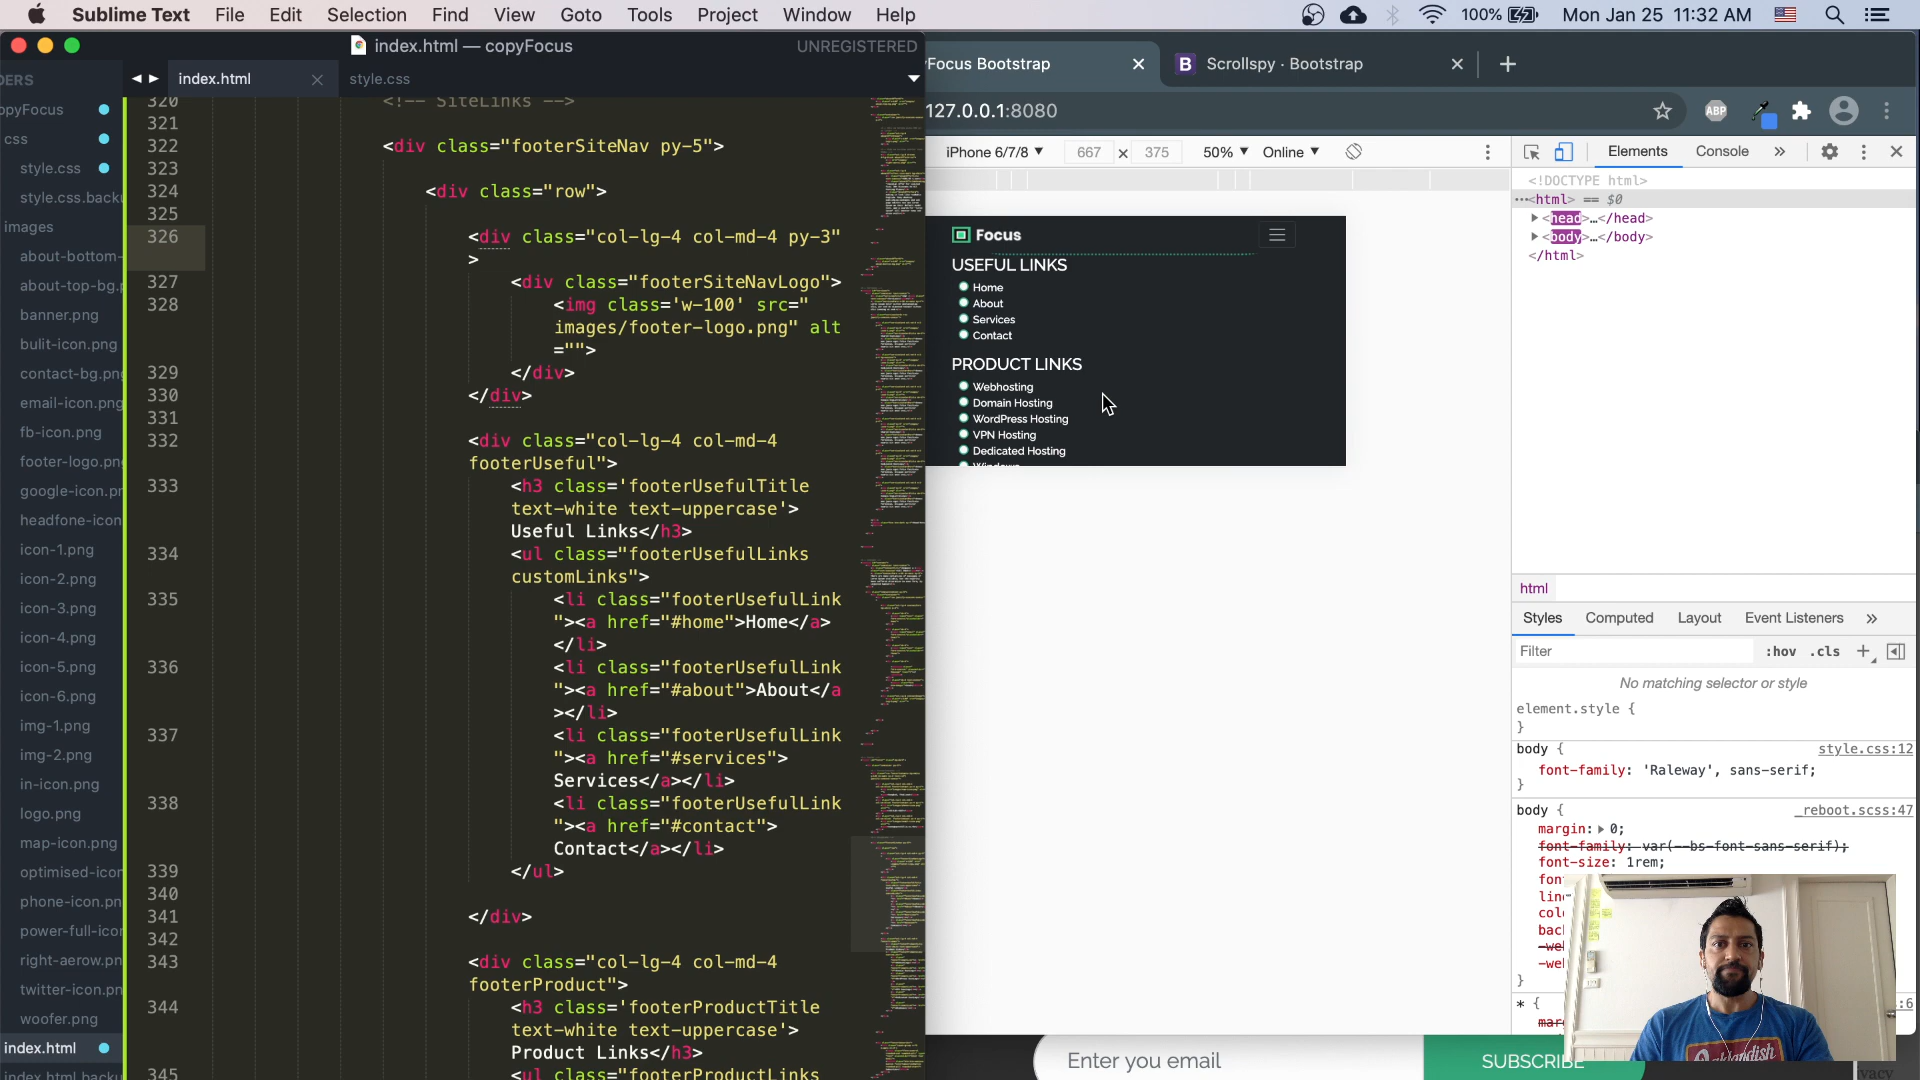 Sublime Text File Edit Selection Find View Goto Tools Project Window Help
100% Mon Jan 25 11:32 AM
index.html — copyFocus UNREGISTERED
index.html style.css
css
style.css
images
banner.png
bulit-icon.png
fb-icon.png
icon-1.png
icon-2.png
icon-3.png
icon-4.png
icon-5.png
icon-6.png
img-1.png
img-2.png
in-icon.png
logo.png
map-icon.png
woofer.png
index.html
320 <!-- SiteLinks -->
321
322 <div class="footerSiteNav py-5">
323
324 <div class="row">
325
326 <div class="col-lg-4 col-md-4 py-3"
>
327 <div class="footerSiteNavLogo">
328 <img class='w-100' src="
images/footer-logo.png" alt
="">
329 </div>
330 </div>
331
332 <div class="col-lg-4 col-md-4
footerUseful">
333 <h3 class='footerUsefulTitle
text-white text-uppercase'>
Useful Links</h3>
334 <ul class="footerUsefulLinks
customLinks">
335 <li class="footerUsefulLink
"><a href="#home">Home</a>
</li>
336 <li class="footerUsefulLink
"><a href="#about">About</a
></li>
337 <li class="footerUsefulLink
"><a href="#services">
Services</a></li>
338 <li class="footerUsefulLink
"><a href="#contact">
Contact</a></li>
339 </ul>
340
341 </div>
342
343 <div class="col-lg-4 col-md-4
footerProduct">
344 <h3 class='footerProductTitle
text-white text-uppercase'>
Product Links</h3>
345 <ul class="footerProductLinks
Focus Bootstrap
Scrollspy · Bootstrap
127.0.0.1:8080
ABP
iPhone 6/7/8 667 x 375 50% Online
Focus
USEFUL LINKS
Home
About
Services
Contact
PRODUCT LINKS
Webhosting
Domain Hosting
WordPress Hosting
VPN Hosting
Dedicated Hosting
Elements Console »
<!DOCTYPE html>
<html> == $0
<head>…</head>
<body>…</body>
</html>
html
Styles Computed Layout Event Listeners »
Filter :hov .cls +
No matching selector or style
element.style {
}
body { style.css:12
font-family: 'Raleway', sans-serif;
}
body { _reboot.scss:47
margin: 0;
font-family: var(--bs-font-sans-serif);
font-size: 1rem;
}
* {
Enter you email
SUBSCRIBE